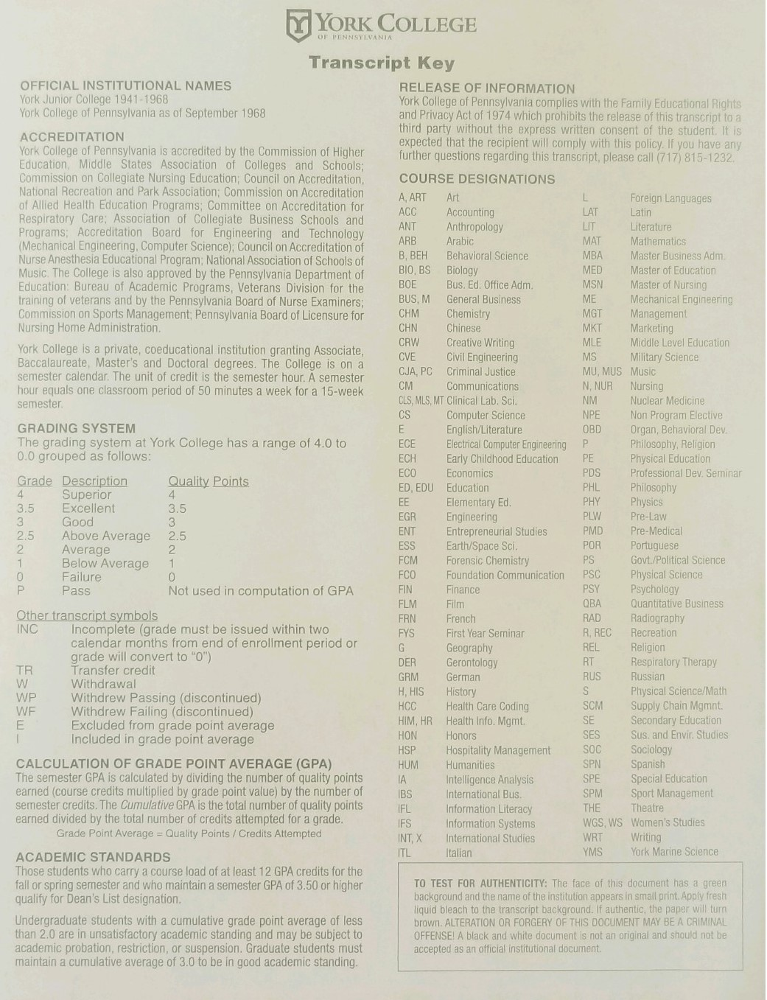 YORK COLLEGE
OF PENNSYLVANIA
Transcript Key
OFFICIAL INSTITUTIONAL NAMES
York Junior College 1941-1968
York College of Pennsylvania as of September 1968
ACCREDITATION
York College of Pennsylvania is accredited by the Commission of Higher
Education, Middle States Association of Colleges and Schools;
Commission on Collegiate Nursing Education; Council on Accreditation,
National Recreation and Park Association; Commission on Accreditation
of Allied Health Education Programs; Committee on Accreditation for
Respiratory Care; Association of Collegiate Business Schools and
Programs; Accreditation Board for Engineering and Technology
(Mechanical Engineering, Computer Science); Council on Accreditation of
Nurse Anesthesia Educational Program; National Association of Schools of
Music. The College is also approved by the Pennsylvania Department of
Education: Bureau of Academic Programs, Veterans Division for the
training of veterans and by the Pennsylvania Board of Nurse Examiners;
Commission on Sports Management; Pennsylvania Board of Licensure for
Nursing Home Administration.
York College is a private, coeducational institution granting Associate,
Baccalaureate, Master's and Doctoral degrees. The College is on a
semester calendar. The unit of credit is the semester hour. A semester
hour equals one classroom period of 50 minutes a week for a 15-week
semester.
GRADING SYSTEM
The grading system at York College has a range of 4.0 to
0.0 grouped as follows:
Grade Description Quality Points
4 Superior 4
3.5 Excellent 3.5
3 Good 3
2.5 Above Average 2.5
2 Average 2
1 Below Average 1
0 Failure 0
P Pass Not used in computation of GPA
Other transcript symbols
INC Incomplete (grade must be issued within two
calendar months from end of enrollment period or
grade will convert to "0")
TR Transfer credit
W Withdrawal
WP Withdrew Passing (discontinued)
WF Withdrew Failing (discontinued)
E Excluded from grade point average
I Included in grade point average
CALCULATION OF GRADE POINT AVERAGE (GPA)
The semester GPA is calculated by dividing the number of quality points
earned (course credits multiplied by grade point value) by the number of
semester credits. The Cumulative GPA is the total number of quality points
earned divided by the total number of credits attempted for a grade.
Grade Point Average = Quality Points / Credits Attempted
ACADEMIC STANDARDS
Those students who carry a course load of at least 12 GPA credits for the
fall or spring semester and who maintain a semester GPA of 3.50 or higher
qualify for Dean's List designation.
Undergraduate students with a cumulative grade point average of less
than 2.0 are in unsatisfactory academic standing and may be subject to
academic probation, restriction, or suspension. Graduate students must
maintain a cumulative average of 3.0 to be in good academic standing.
RELEASE OF INFORMATION
York College of Pennsylvania complies with the Family Educational Rights
and Privacy Act of 1974 which prohibits the release of this transcript to a
third party without the express written consent of the student. It is
expected that the recipient will comply with this policy. If you have any
further questions regarding this transcript, please call (717) 815-1232.
COURSE DESIGNATIONS
A, ART Art L Foreign Languages
ACC Accounting LAT Latin
ANT Anthropology LIT Literature
ARB Arabic MAT Mathematics
B, BEH Behavioral Science MBA Master Business Adm.
BIO, BS Biology MED Master of Education
BOE Bus. Ed. Office Adm. MSN Master of Nursing
BUS, M General Business ME Mechanical Engineering
CHM Chemistry MGT Management
CHN Chinese MKT Marketing
CRW Creative Writing MLE Middle Level Education
CVE Civil Engineering MS Military Science
CJA, PC Criminal Justice MU, MUS Music
CM Communications N, NUR Nursing
CLS, MLS, MT Clinical Lab. Sci. NM Nuclear Medicine
CS Computer Science NPE Non Program Elective
E English/Literature OBD Organ, Behavioral Dev.
ECE Electrical Computer Engineering P Philosophy, Religion
ECH Early Childhood Education PE Physical Education
ECO Economics PDS Professional Dev. Seminar
ED, EDU Education PHL Philosophy
EE Elementary Ed. PHY Physics
EGR Engineering PLW Pre-Law
ENT Entrepreneurial Studies PMD Pre-Medical
ESS Earth/Space Sci. POR Portuguese
FCM Forensic Chemistry PS Govt./Political Science
FCO Foundation Communication PSC Physical Science
FIN Finance PSY Psychology
FLM Film QBA Quantitative Business
FRN French RAD Radiography
FYS First Year Seminar R, REC Recreation
G Geography REL Religion
DER Gerontology RT Respiratory Therapy
GRM German RUS Russian
H, HIS History S Physical Science/Math
HCC Health Care Coding SCM Supply Chain Mgmnt.
HIM, HR Health Info. Mgmt. SE Secondary Education
HON Honors SES Sus. and Envir. Studies
HSP Hospitality Management SOC Sociology
HUM Humanities SPN Spanish
IA Intelligence Analysis SPE Special Education
IBS International Bus. SPM Sport Management
IFL Information Literacy THE Theatre
IFS Information Systems WGS, WS Women's Studies
INT, X International Studies WRT Writing
ITL Italian YMS York Marine Science
TO TEST FOR AUTHENTICITY: The face of this document has a green
background and the name of the institution appears in small print. Apply fresh
liquid bleach to the transcript background. If authentic, the paper will turn
brown. ALTERATION OR FORGERY OF THIS DOCUMENT MAY BE A CRIMINAL
OFFENSE! A black and white document is not an original and should not be
accepted as an official institutional document.